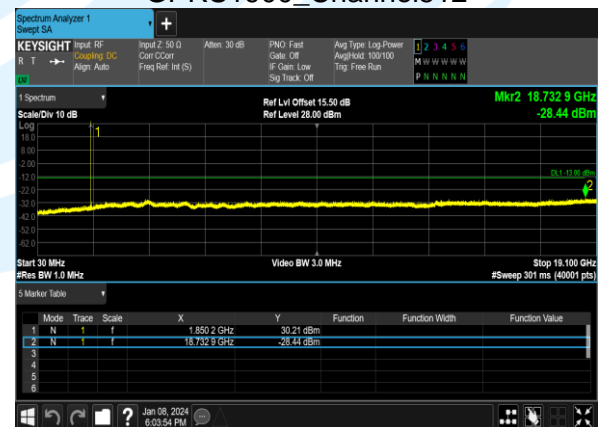 Spectrum Analyzer 1
Swept SA
+
KEYSIGHT Input: RF Input Z: 50 Ω Atten: 30 dB PNO: Fast Avg Type: Log-Power 1 2 3 4 5 6
R T Coupling: DC Corr CCorr Gate: Off Avg|Hold: 100/100 M W W W W W
Align: Auto Freq Ref: Int (S) IF Gain: Low Trig: Free Run
Sig Track: Off P N N N N N
1 Spectrum Ref Lvl Offset 15.50 dB Mkr2 18.732 9 GHz
Scale/Div 10 dB Ref Level 28.00 dBm -28.44 dBm
Log
1
18.0
8.00
-2.00
-12.0 DL1 -13.00 dBm
-22.0 2
-32.0
-42.0
-52.0
-62.0
Start 30 MHz Video BW 3.0 MHz Stop 19.100 GHz
#Res BW 1.0 MHz #Sweep 301 ms (40001 pts)
5 Marker Table
Mode Trace Scale X Y Function Function Width Function Value
1 N 1 f 1.850 2 GHz 30.21 dBm
2 N 1 f 18.732 9 GHz -28.44 dBm
3
4
5
6
? Jan 08, 2024
6:03:54 PM